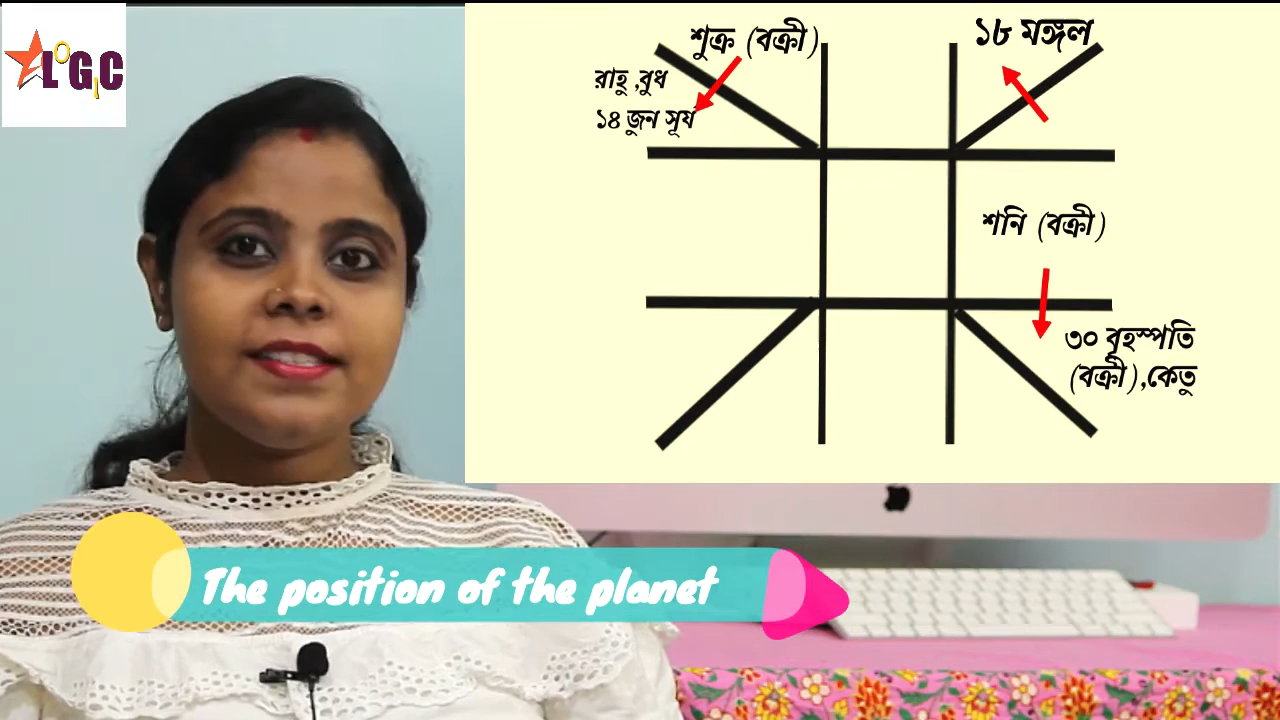 LOGIC
শুক্র (বক্রী)
রাহু ,বুধ
১৪ জুন সূর্য
১৮ মঙ্গল
শনি (বক্রী)
৩০ বৃহস্পতি
(বক্রী),কেতু
The position of the planet